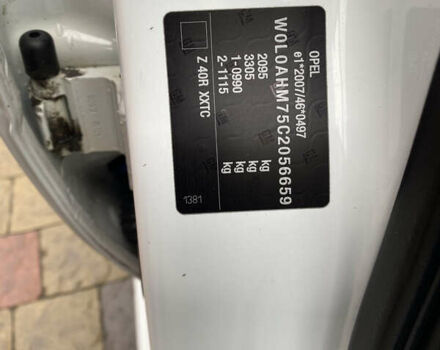 OPEL
e1*2007/46*0497
W0L0AHM75C2056659
2095 kg
3305 kg
1-0990 kg
2-1115 kg
Z 40R XXTC
1381